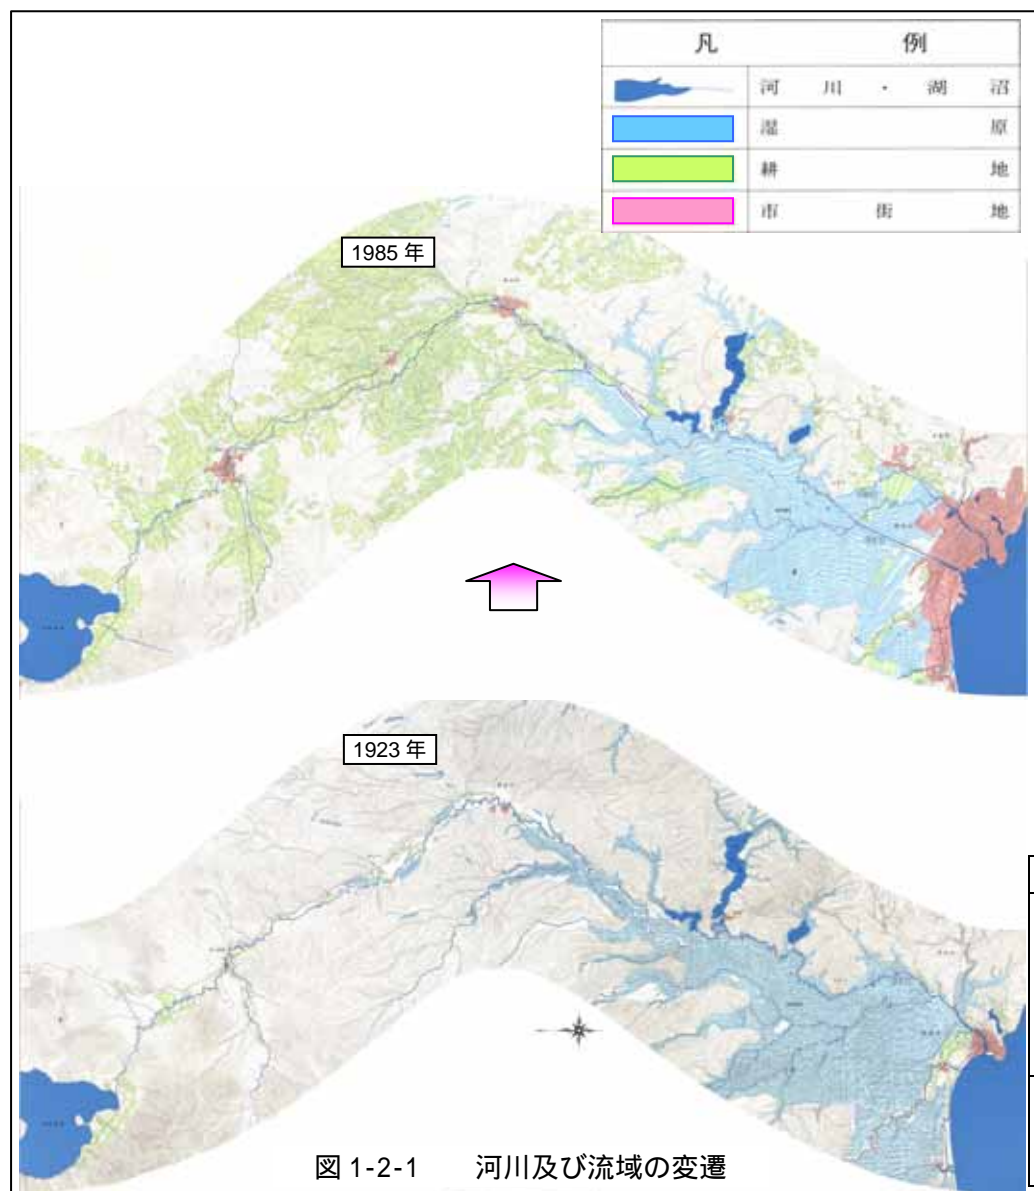 凡 例
河 川 ・ 湖 沼
湿 原
耕 地
市 街 地
1985 年
1923 年
図 1-2-1 河川及び流域の変遷